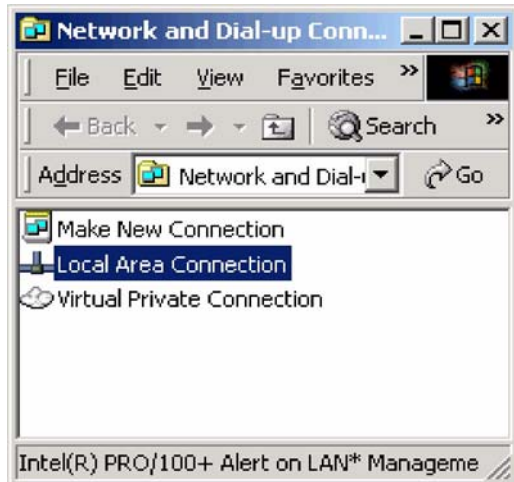 Network and Dial-up Conn...
File Edit View Favorites »
Back Search »
Address Network and Dial- Go
Make New Connection
Local Area Connection
Virtual Private Connection
Intel(R) PRO/100+ Alert on LAN* Manageme